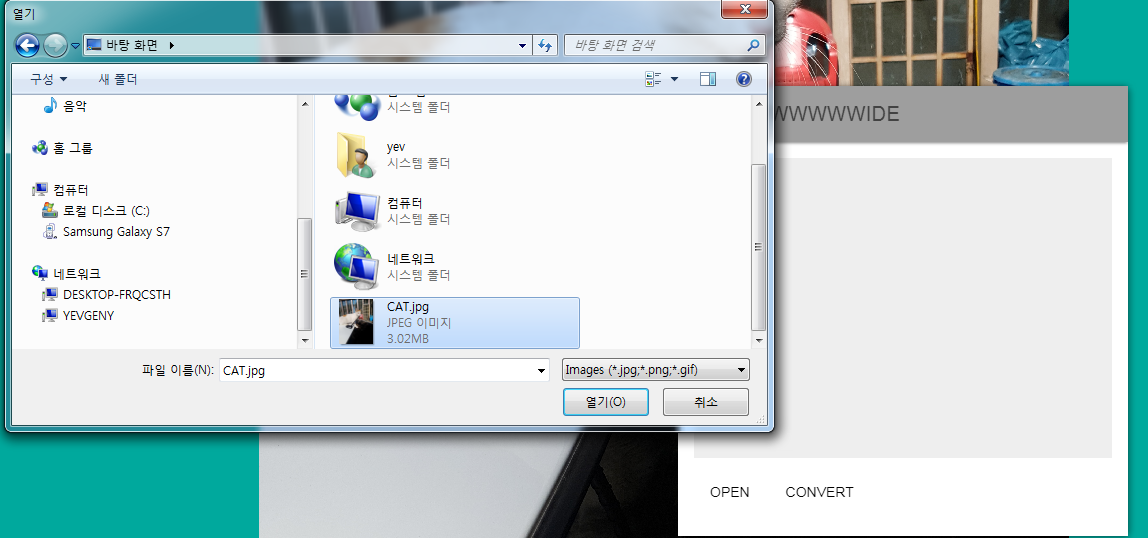 열기
바탕 화면
바탕 화면 검색
구성
새 폴더
음악
홈 그룹
컴퓨터
로컬 디스크 (C:)
Samsung Galaxy S7
네트워크
DESKTOP-FRQCSTH
YEVGENY
시스템 폴더
yev
시스템 폴더
컴퓨터
시스템 폴더
네트워크
시스템 폴더
CAT.jpg
JPEG 이미지
3.02MB
파일 이름(N):
CAT.jpg
Images (*.jpg;*.png;*.gif)
열기(O)
취소
WWWWWIDE
OPEN
CONVERT